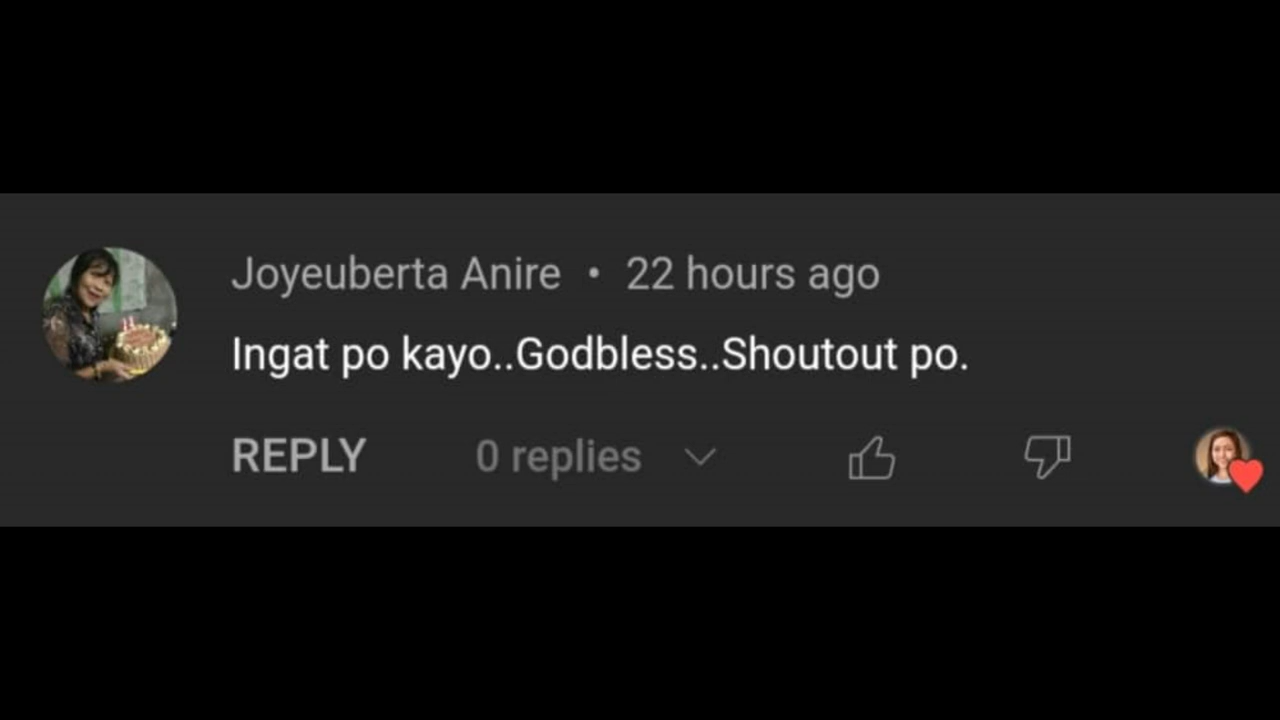 Joyeuberta Anire • 22 hours ago
Ingat po kayo..Godbless..Shoutout po.
REPLY 0 replies